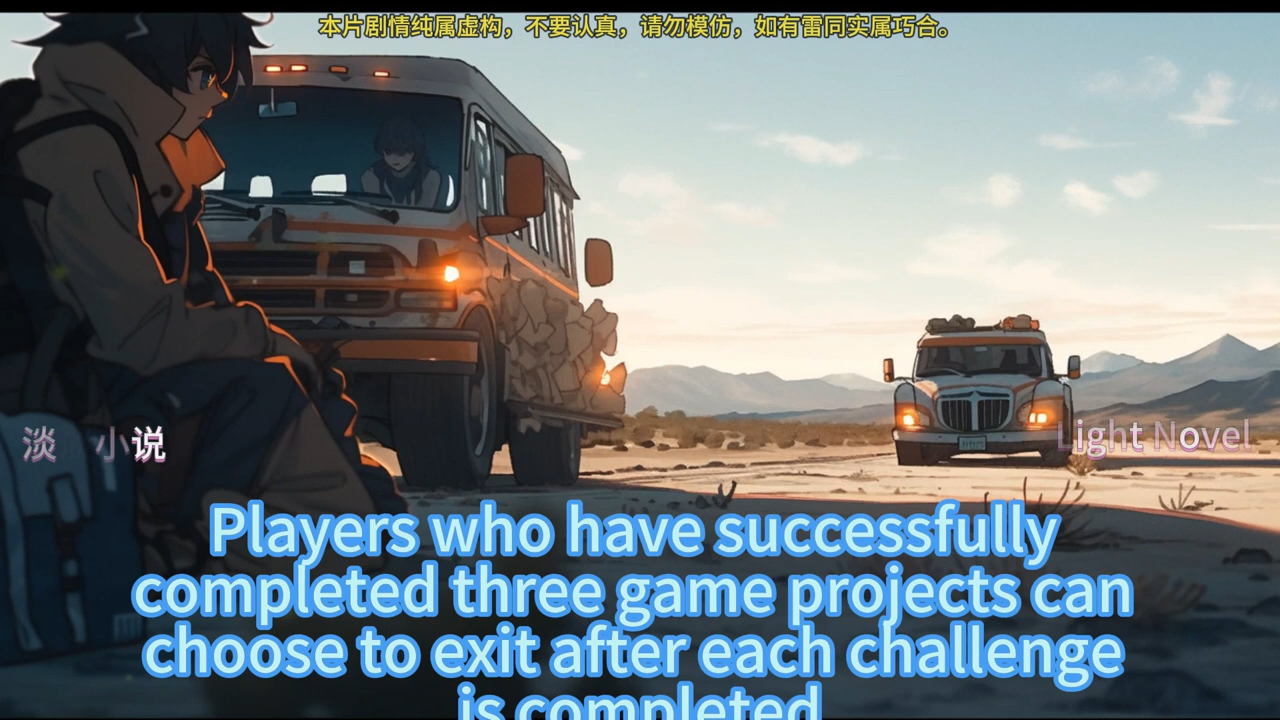 本片剧情纯属虚构，不要认真，请勿模仿，如有雷同实属巧合。
淡 小说
Light Novel
Players who have successfully
completed three game projects can
choose to exit after each challenge
is completed